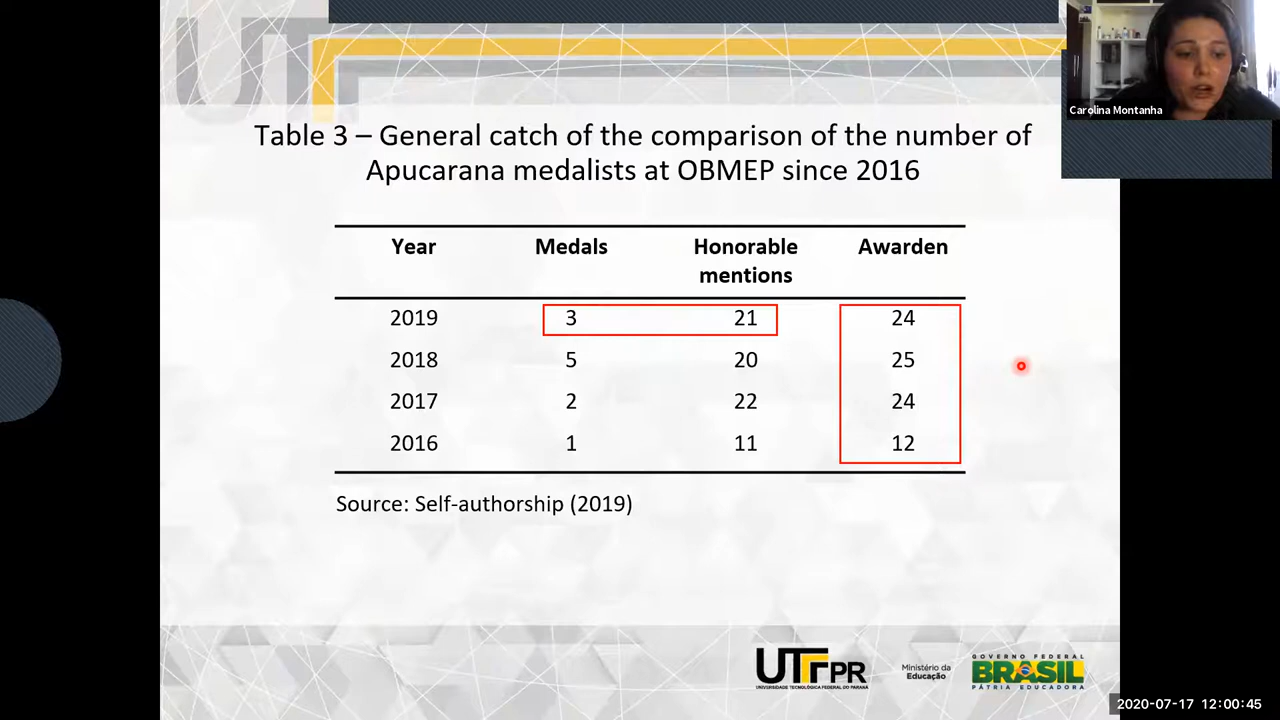 UTF
Carolina Montanha
Table 3 – General catch of the comparison of the number of
Apucarana medalists at OBMEP since 2016
Year Medals Honorable mentions Awarden
2019 3 21 24
2018 5 20 25
2017 2 22 24
2016 1 11 12
Source: Self-authorship (2019)
UTFPR
UNIVERSIDADE TECNOLÓGICA FEDERAL DO PARANÁ
Ministério da
Educação
GOVERNO FEDERAL
BRASIL
PÁTRIA EDUCADORA
2020-07-17 12:00:45